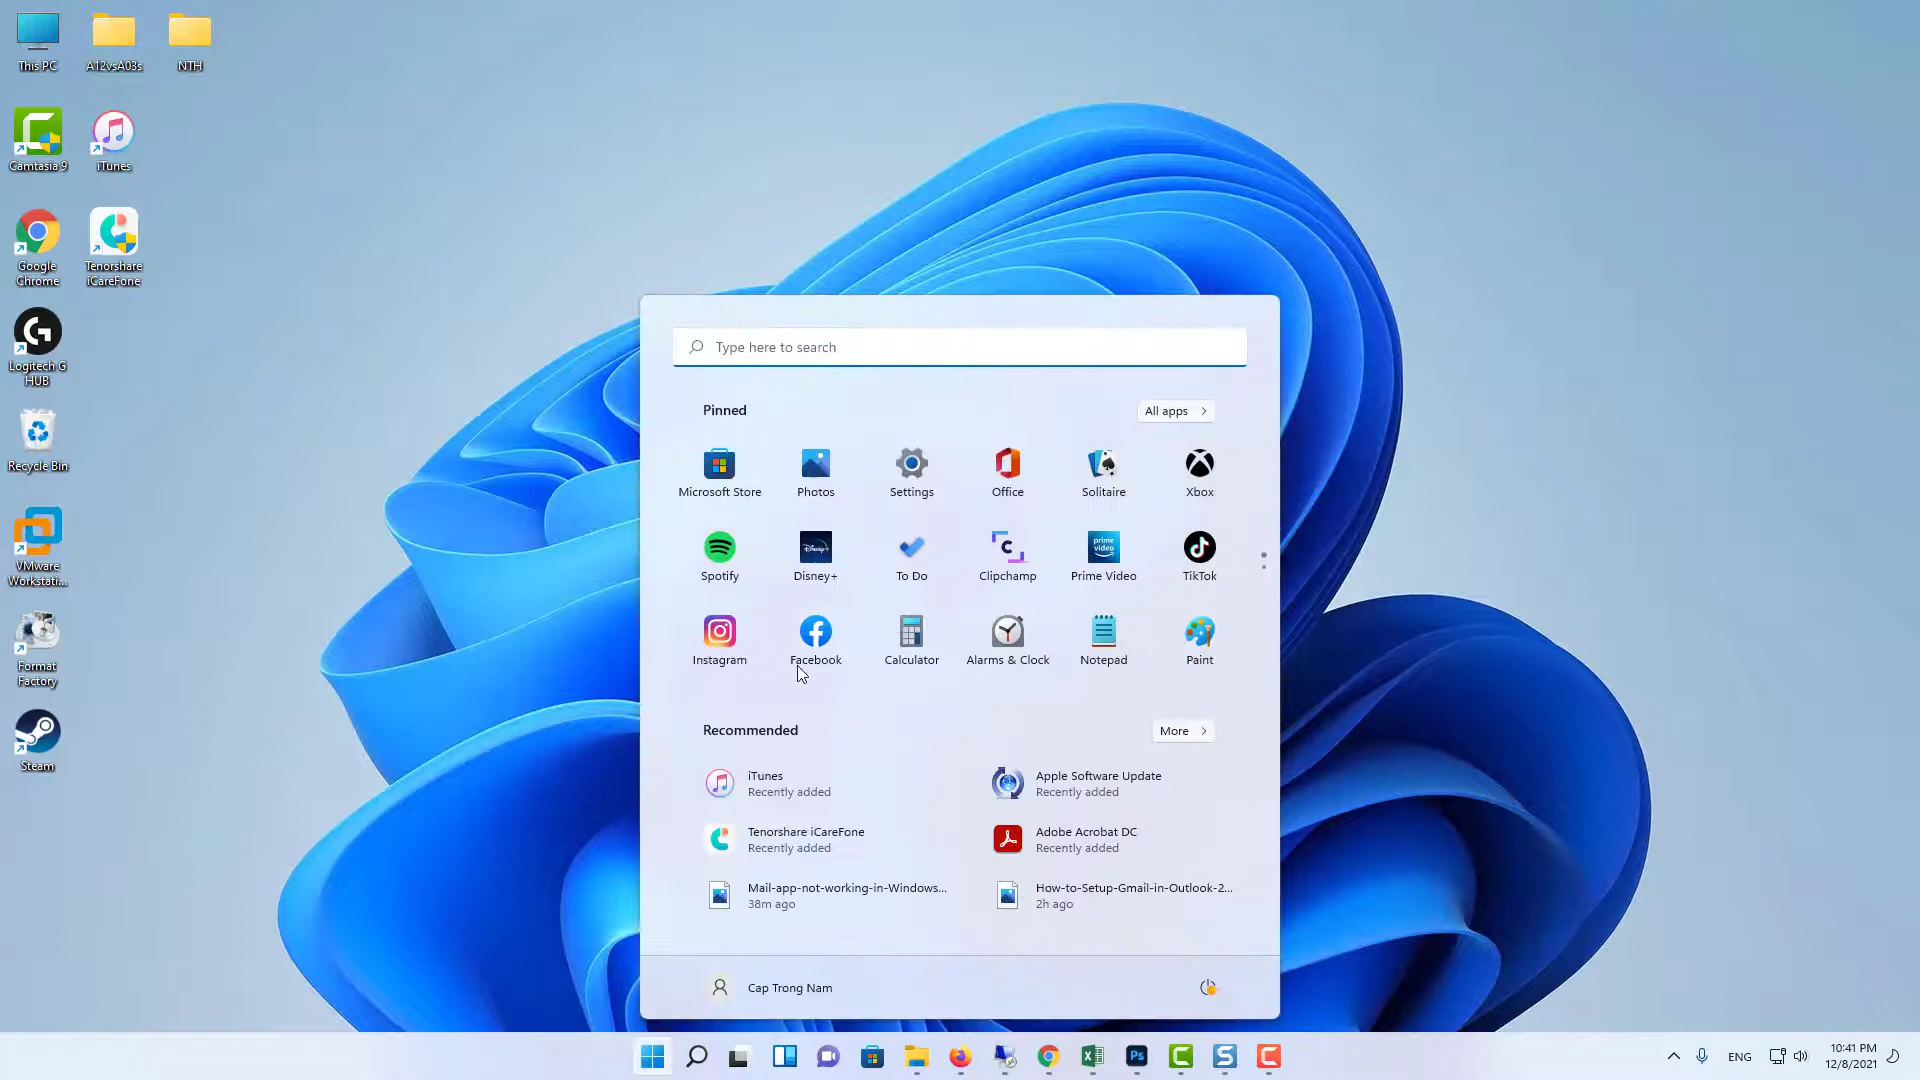 This PC
A12vsA03s
NTH
Camtasia 9
iTunes
Google
Chrome
Tenorshare
iCareFone
Logitech G
HUB
Recycle Bin
VMware
Workstati...
Format
Factory
Steam
Type here to search
Pinned
All apps
Microsoft Store
Photos
Settings
Office
Solitaire
Xbox
Disney+
prime
video
Spotify
Disney+
To Do
Clipchamp
Prime Video
TikTok
Instagram
Facebook
Calculator
Alarms & Clock
Notepad
Paint
Recommended
More
iTunes
Recently added
Apple Software Update
Recently added
Tenorshare iCareFone
Recently added
Adobe Acrobat DC
Recently added
Mail-app-not-working-in-Windows...
38m ago
How-to-Setup-Gmail-in-Outlook-2...
2h ago
Cap Trong Nam
Ps
S
ENG
10:41 PM
12/8/2021